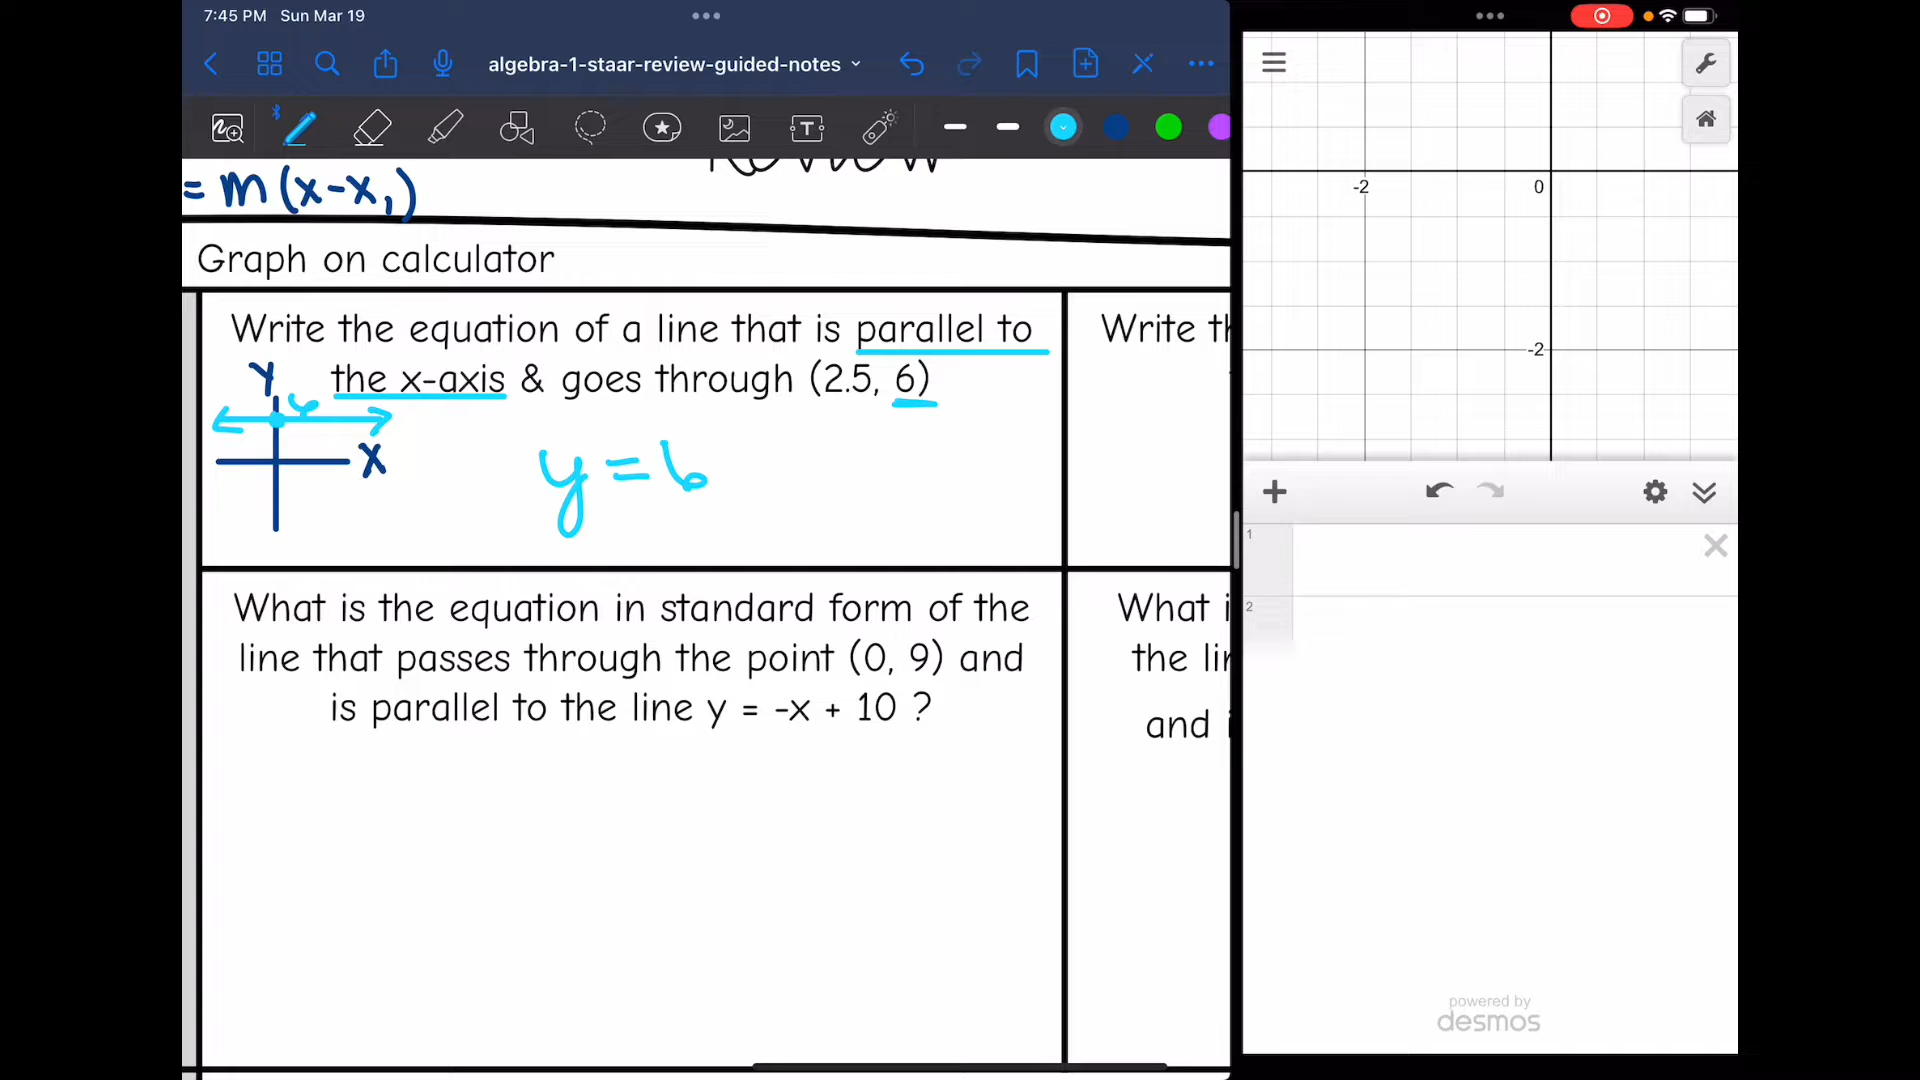 7:45 PM Sun Mar 19
algebra-1-staar-review-guided-notes
= m(x-x₁)
Graph on calculator
Write the equation of a line that is parallel to
the x-axis & goes through (2.5, 6)
Y
X
y = 6
What is the equation in standard form of the
line that passes through the point (0, 9) and
is parallel to the line y = -x + 10 ?
Write th
What i
the lin
and i
-2
0
-2
1
2
powered by
desmos